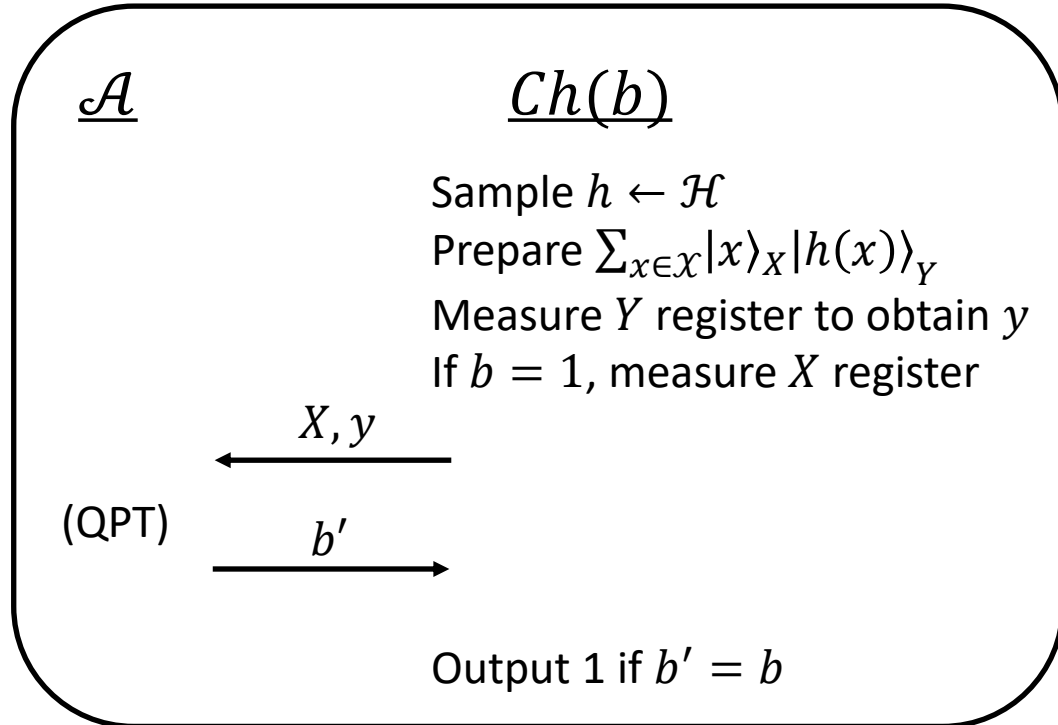 𝒜 Ch(b)
Sample h ← ℋ
Prepare ∑_{x∈𝒳}|x⟩_X|h(x)⟩_Y
Measure Y register to obtain y
If b = 1, measure X register
X, y
(QPT)
b′
Output 1 if b′ = b